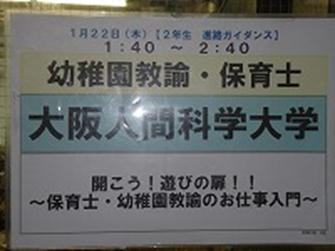 1月22日(木)【2年生 進路ガイダンス】
1:40 ～ 2:40
幼稚園教諭・保育士
大阪人間科学大学
開こう!遊びの扉!!
～保育士・幼稚園教諭のお仕事入門～